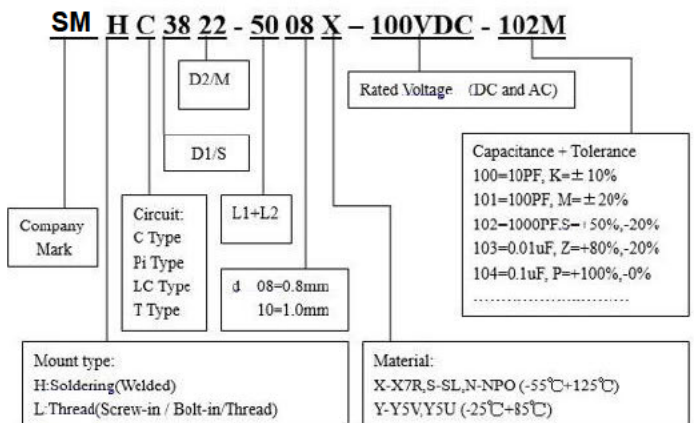 SM H C 38 22 - 50 08 X – 100VDC - 102M
D2/M
Rated Voltage (DC and AC)
D1/S
Capacitance + Tolerance
100=10PF, K=± 10%
101=100PF, M=± 20%
102=1000PF.S=+50%,-20%
103=0.01uF, Z=+80%,-20%
104=0.1uF, P=+100%,-0%
..............................
Company
Mark
Circuit:
C Type
Pi Type
LC Type
T Type
L1+L2
d 08=0.8mm
10=1.0mm
Mount type:
H:Soldering(Welded)
L:Thread(Screw-in / Bolt-in/Thread)
Material:
X-X7R,S-SL,N-NPO (-55℃+125℃)
Y-Y5V,Y5U (-25℃+85℃)